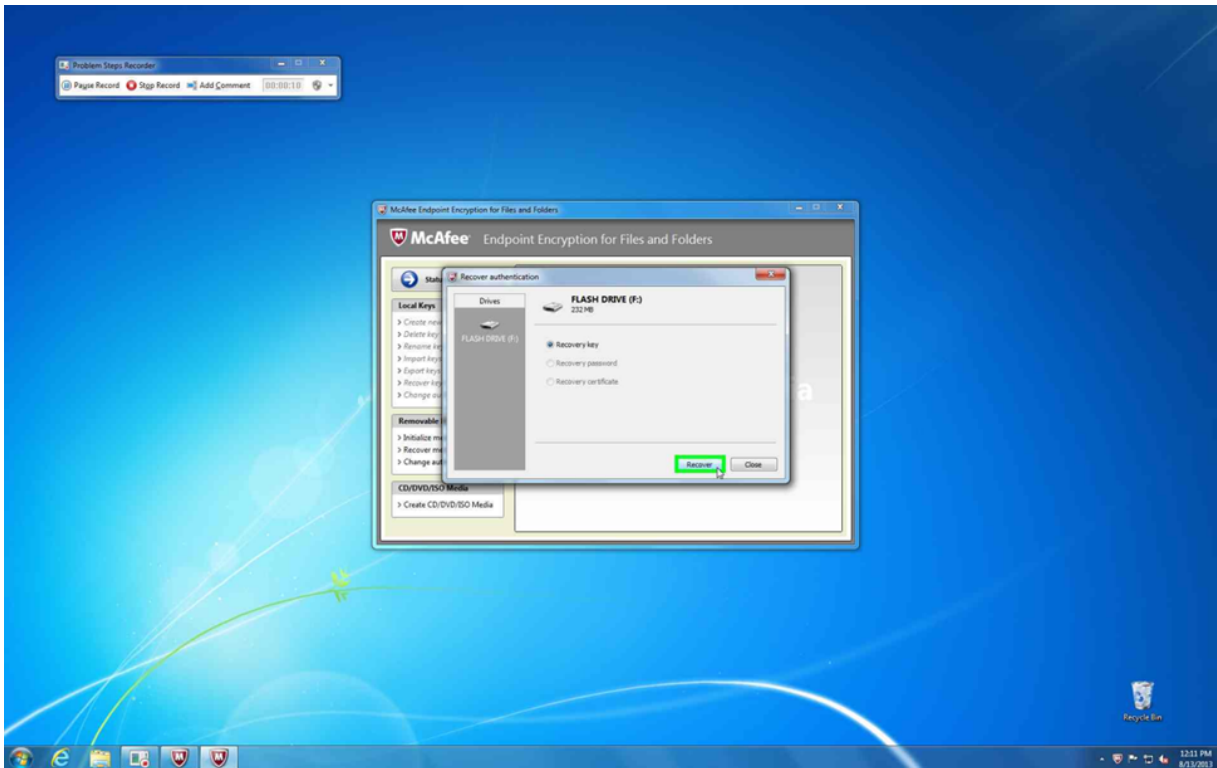 Problem Steps Recorder
Pause Record Stop Record Add Comment 00:00:10
McAfee Endpoint Encryption for Files and Folders
McAfee Endpoint Encryption for Files and Folders
Recover authentication
Drives
FLASH DRIVE (F:)
FLASH DRIVE (F:)
232 MB
Recovery key
Recovery password
Recovery certificate
Recover
Close
Local Keys
> Create new
> Delete key
> Rename
> Import keys
> Export keys
> Recover key
> Change
Removable
> Initialize
> Recover
> Change
CD/DVD/ISO Media
> Create CD/DVD/ISO Media
a
Recycle Bin
12:11 PM
8/13/2013